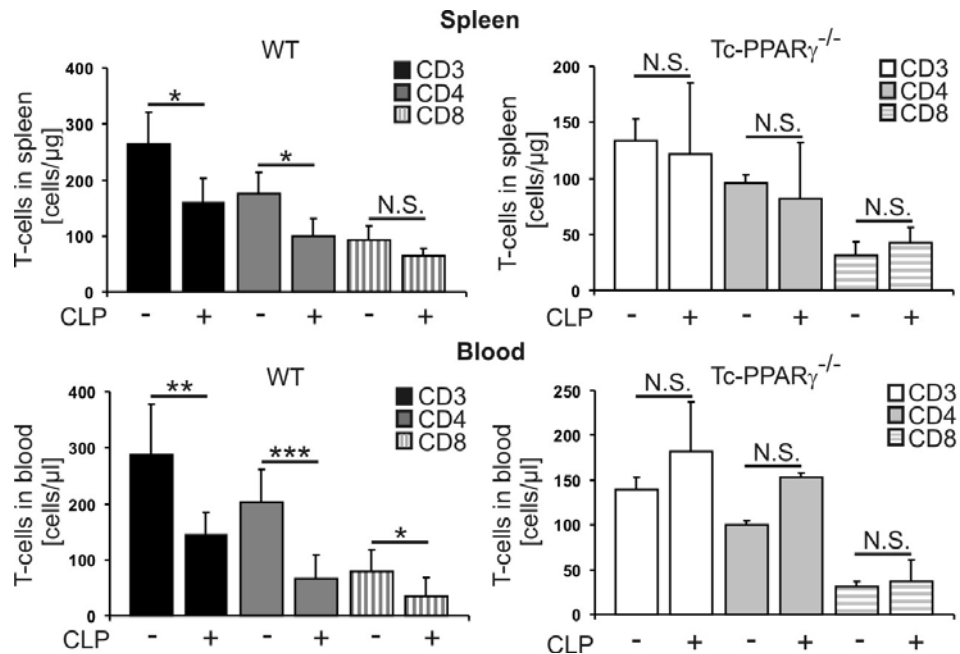 Spleen
WT
T-cells in spleen
[cells/µg]
400
300
200
100
0
*
*
N.S.
CD3
CD4
CD8
CLP - + - + - +
Tc-PPARγ-/-
T-cells in spleen
[cells/µg]
200
150
100
50
0
N.S.
N.S.
N.S.
CD3
CD4
CD8
- + - + - +
Blood
WT
T-cells in blood
[cells/µl]
400
300
200
100
0
**
***
*
CD3
CD4
CD8
CLP - + - + - +
Tc-PPARγ-/-
T-cells in blood
[cells/µl]
250
200
150
100
50
0
N.S.
N.S.
N.S.
CD3
CD4
CD8
CLP - + - + - +